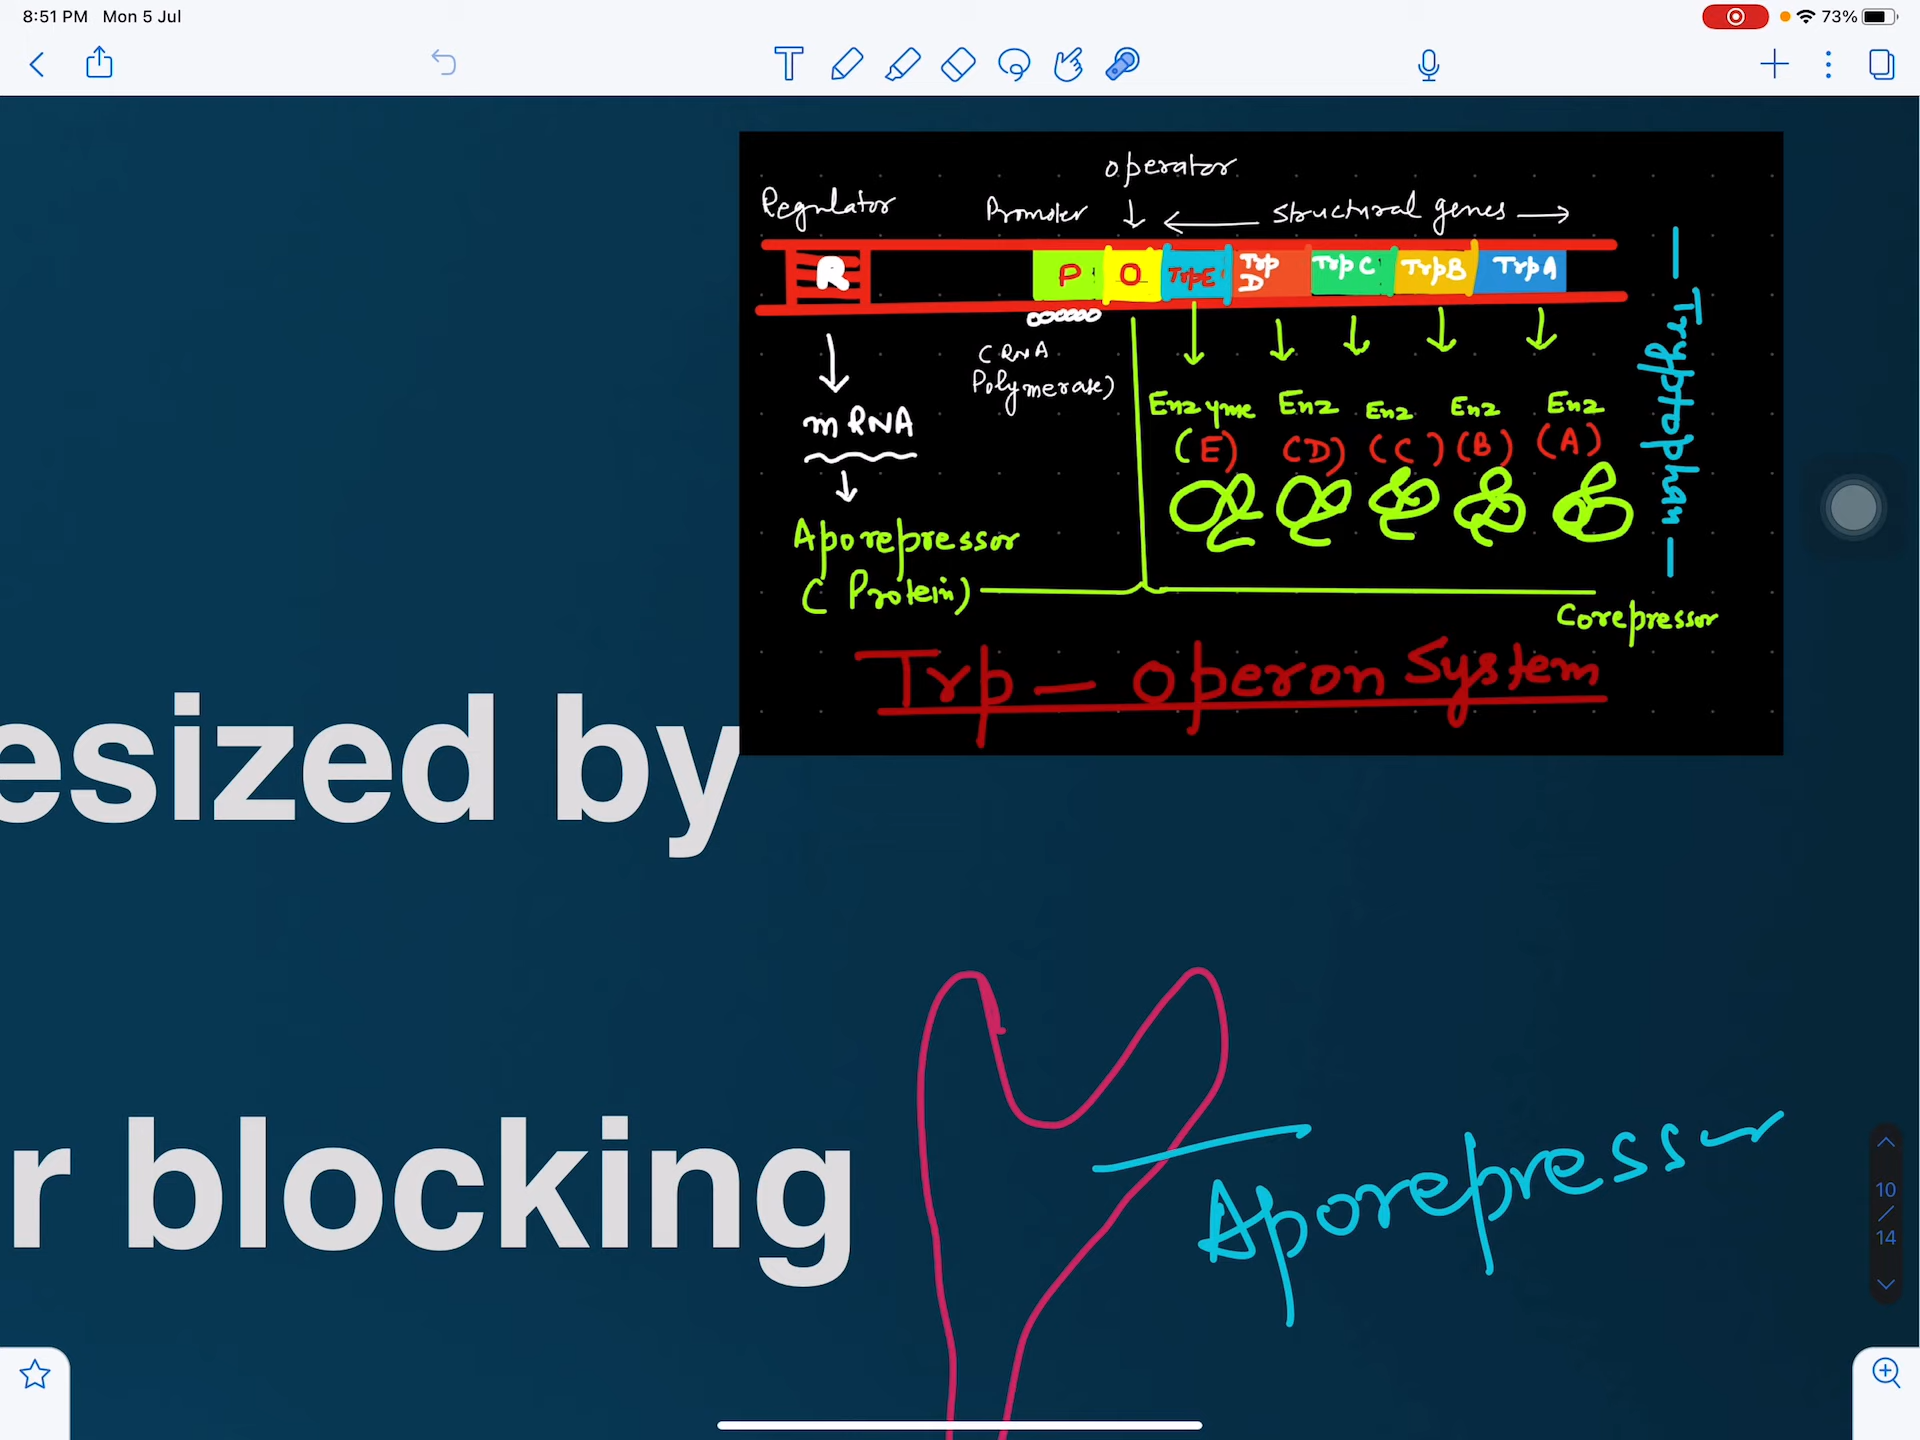 8:51 PM Mon 5 Jul
73%
operator
Regulator Promoter structural genes
R P O TrpE Trp D Trp C TrpB TrpA
(RNA
Polymerase)
mRNA
Enzyme Enz Enz Enz Enz
(E) (D) (C) (B) (A)
Tryptophan
Aporepressor
(Protein)
Corepressor
Trp - operon System
esized by
r blocking
Aporepressor
10
/
14